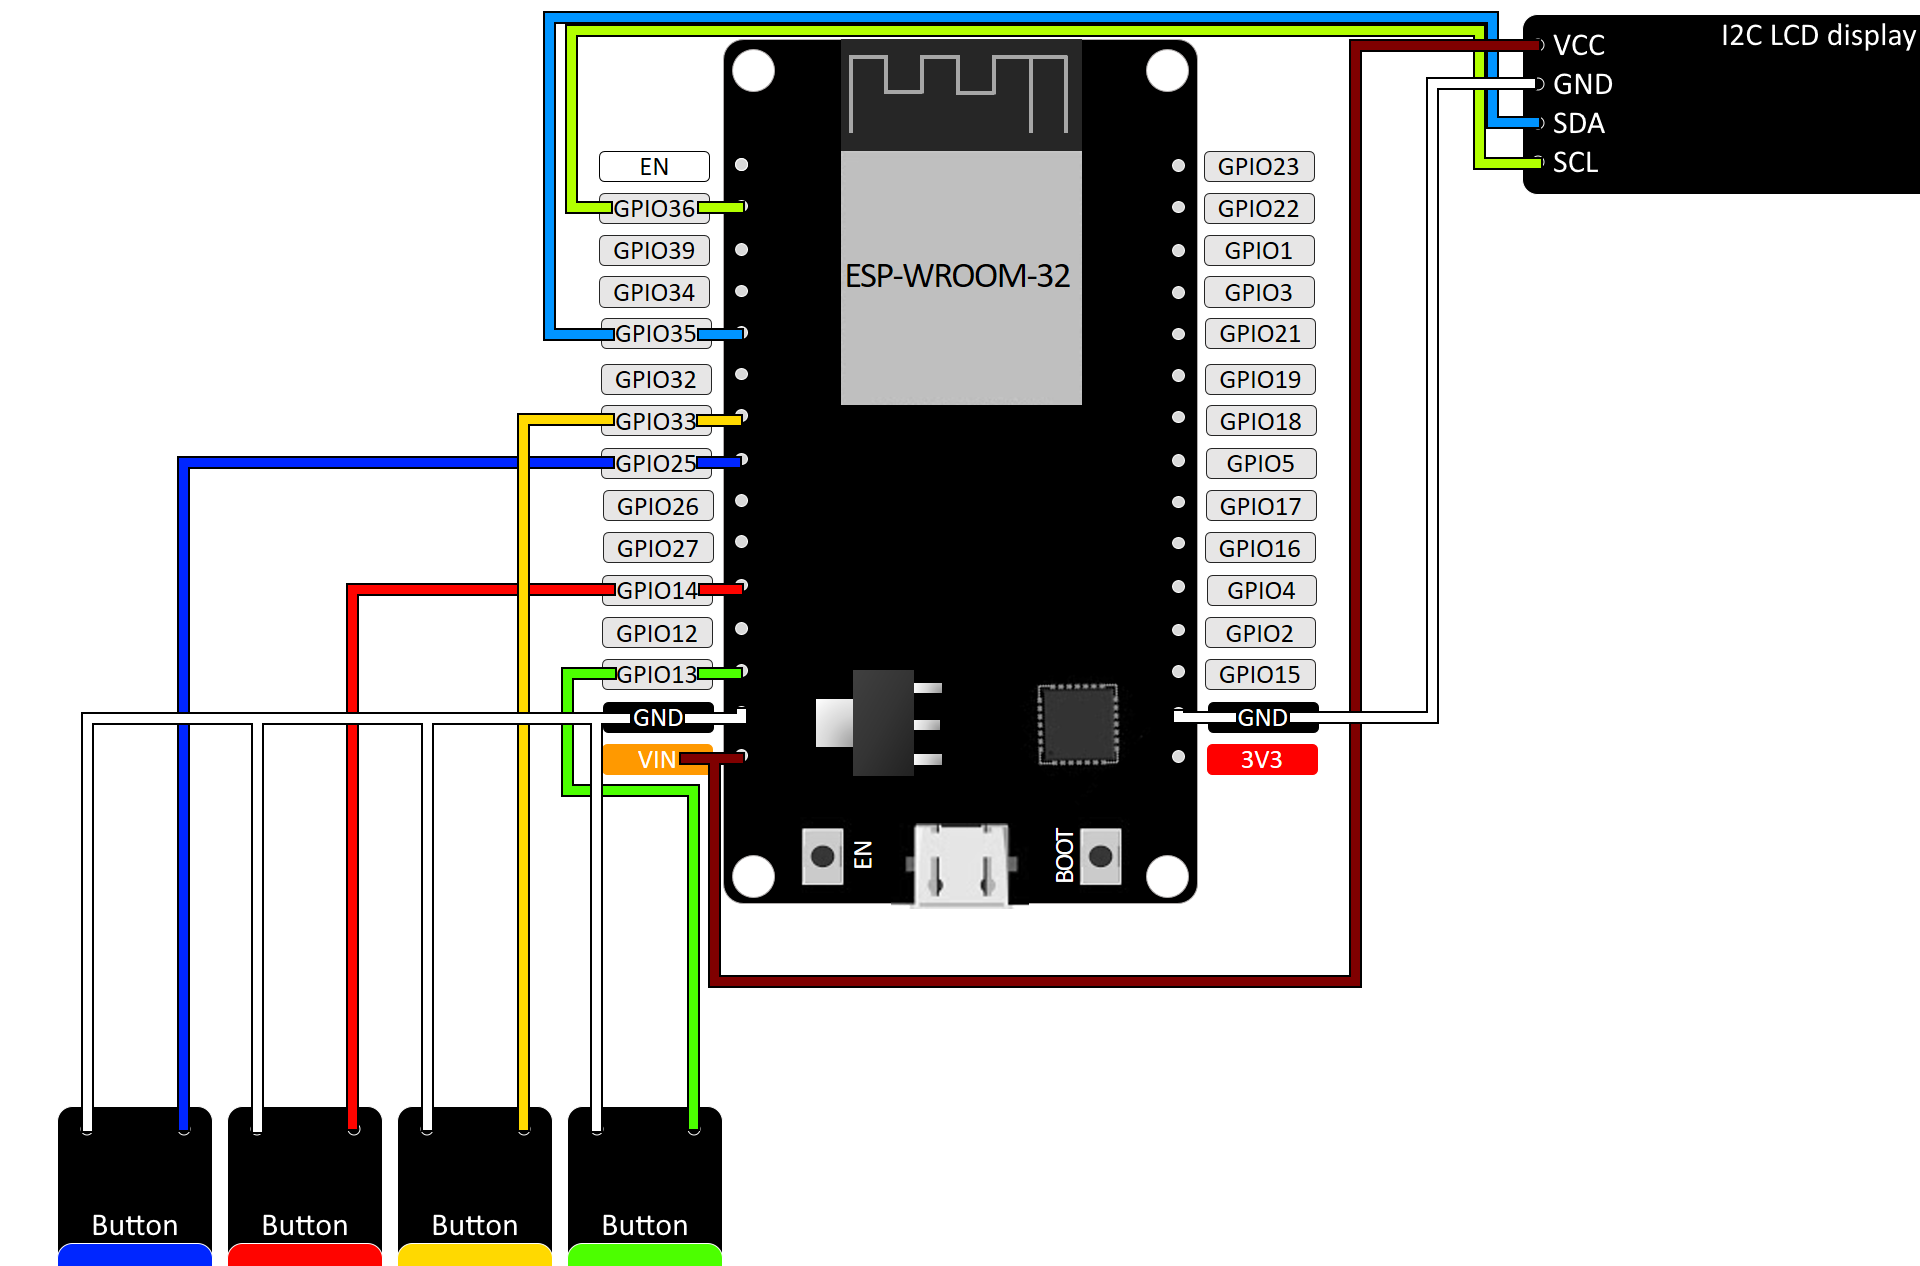 I2C LCD display
VCC
GND
SDA
SCL
EN
GPIO36
GPIO39
GPIO34
GPIO35
GPIO32
GPIO33
GPIO25
GPIO26
GPIO27
GPIO14
GPIO12
GPIO13
GND
VIN
ESP-WROOM-32
EN
BOOT
GPIO23
GPIO22
GPIO1
GPIO3
GPIO21
GPIO19
GPIO18
GPIO5
GPIO17
GPIO16
GPIO4
GPIO2
GPIO15
GND
3V3
Button
Button
Button
Button